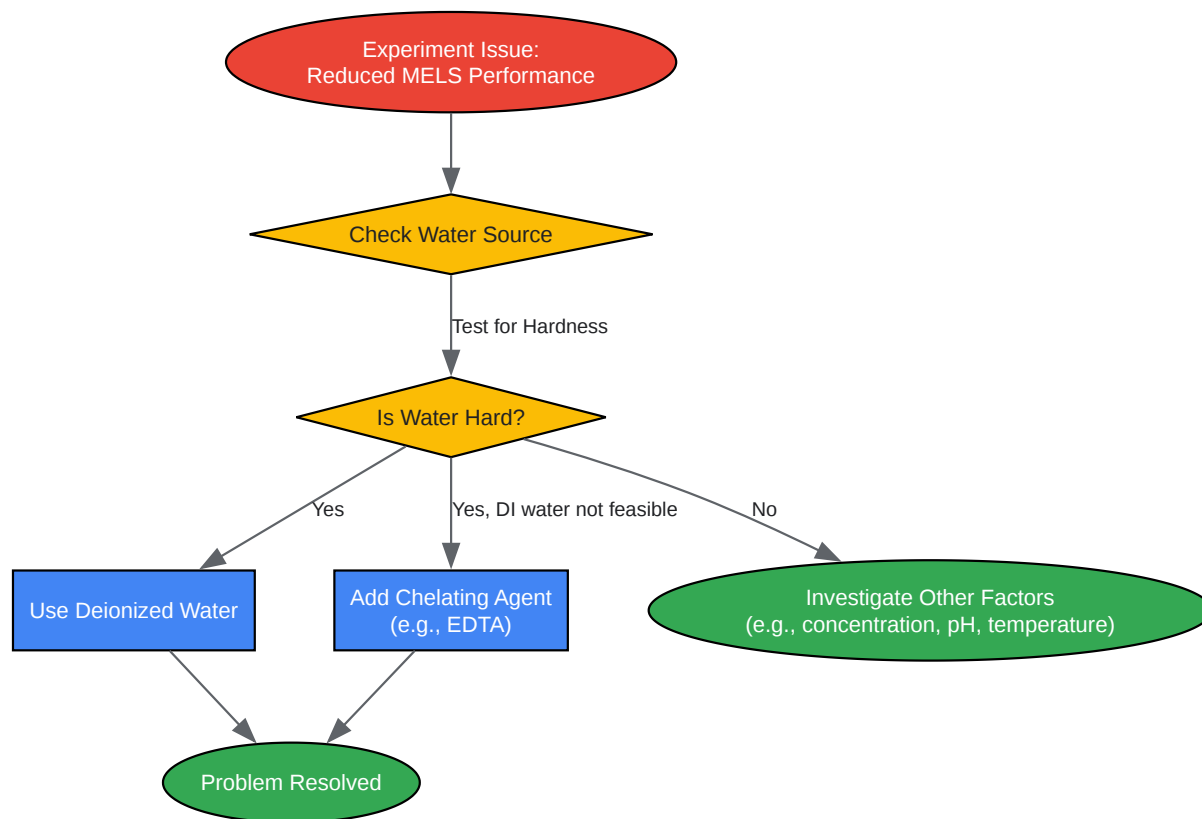 Experiment Issue:
Reduced MELS Performance
Check Water Source
Test for Hardness
Is Water Hard?
Yes
Yes, DI water not feasible
No
Use Deionized Water
Add Chelating Agent
(e.g., EDTA)
Investigate Other Factors
(e.g., concentration, pH, temperature)
Problem Resolved